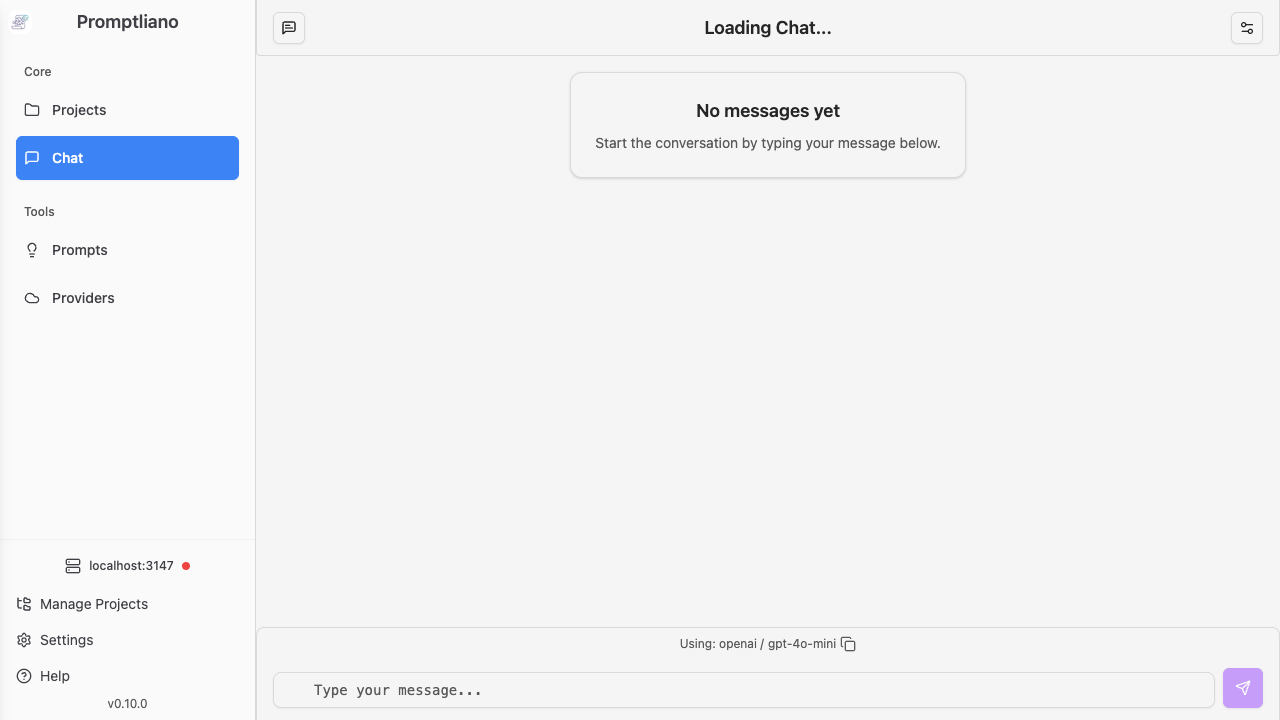 Promptliano
Core
Projects
Chat
Tools
Prompts
Providers
localhost:3147
Manage Projects
Settings
Help
v0.10.0
Loading Chat...
No messages yet
Start the conversation by typing your message below.
Using: openai / gpt-4o-mini
Type your message...